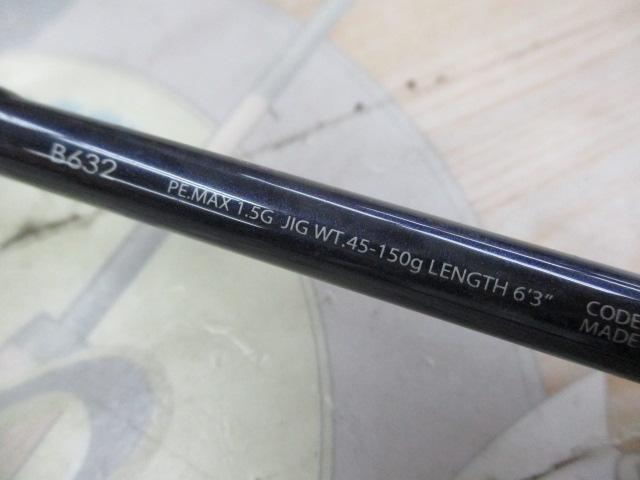 B632
PE.MAX 1.5G JIG WT.45-150g LENGTH 6'3"
CODE
MADE